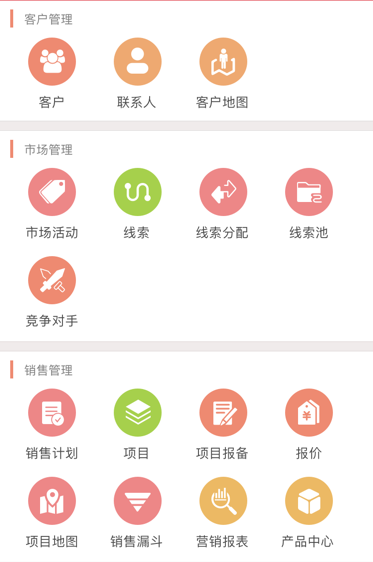 客户管理
客户 联系人 客户地图
市场管理
市场活动 线索 线索分配 线索池
竞争对手
销售管理
销售计划 项目 项目报备 报价
项目地图 销售漏斗 营销报表 产品中心